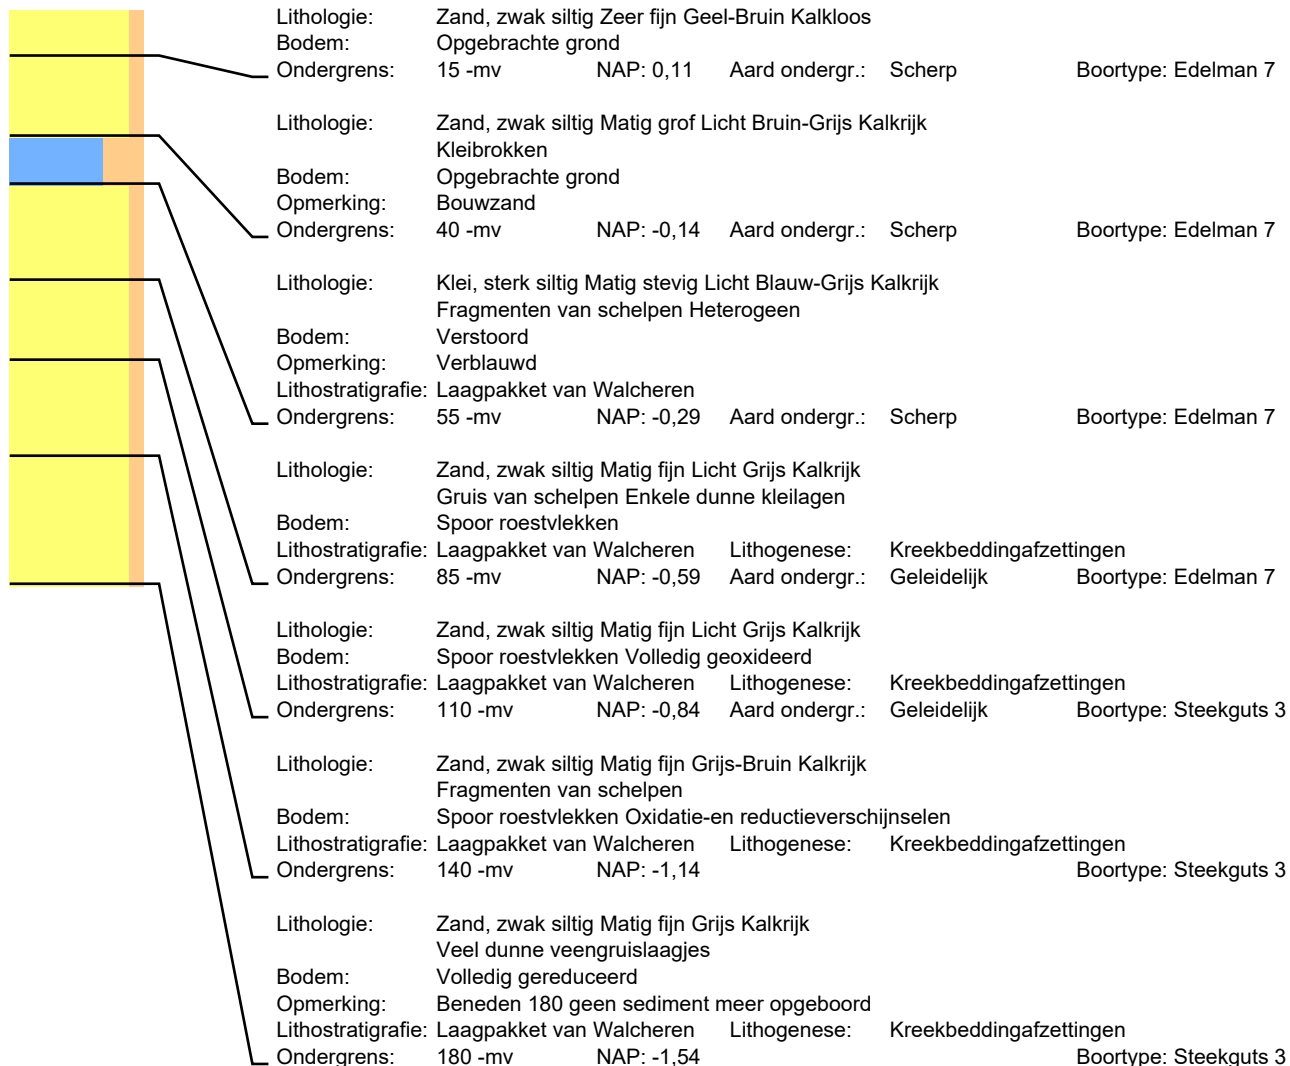 Lithologie: Zand, zwak siltig Zeer fijn Geel-Bruin Kalkloos
Bodem: Opgebrachte grond
Ondergrens: 15 -mv NAP: 0,11 Aard ondergr.: Scherp Boortype: Edelman 7
Lithologie: Zand, zwak siltig Matig grof Licht Bruin-Grijs Kalkrijk
Kleibrokken
Bodem: Opgebrachte grond
Opmerking: Bouwzand
Ondergrens: 40 -mv NAP: -0,14 Aard ondergr.: Scherp Boortype: Edelman 7
Lithologie: Klei, sterk siltig Matig stevig Licht Blauw-Grijs Kalkrijk
Fragmenten van schelpen Heterogeen
Bodem: Verstoord
Opmerking: Verblauwd
Lithostratigrafie: Laagpakket van Walcheren
Ondergrens: 55 -mv NAP: -0,29 Aard ondergr.: Scherp Boortype: Edelman 7
Lithologie: Zand, zwak siltig Matig fijn Licht Grijs Kalkrijk
Gruis van schelpen Enkele dunne kleilagen
Bodem: Spoor roestvlekken
Lithostratigrafie: Laagpakket van Walcheren Lithogenese: Kreekbeddingafzettingen
Ondergrens: 85 -mv NAP: -0,59 Aard ondergr.: Geleidelijk Boortype: Edelman 7
Lithologie: Zand, zwak siltig Matig fijn Licht Grijs Kalkrijk
Bodem: Spoor roestvlekken Volledig geoxideerd
Lithostratigrafie: Laagpakket van Walcheren Lithogenese: Kreekbeddingafzettingen
Ondergrens: 110 -mv NAP: -0,84 Aard ondergr.: Geleidelijk Boortype: Steekguts 3
Lithologie: Zand, zwak siltig Matig fijn Grijs-Bruin Kalkrijk
Fragmenten van schelpen
Bodem: Spoor roestvlekken Oxidatie-en reductieverschijnselen
Lithostratigrafie: Laagpakket van Walcheren Lithogenese: Kreekbeddingafzettingen
Ondergrens: 140 -mv NAP: -1,14 Boortype: Steekguts 3
Lithologie: Zand, zwak siltig Matig fijn Grijs Kalkrijk
Veel dunne veengruislaagjes
Bodem: Volledig gereduceerd
Opmerking: Beneden 180 geen sediment meer opgeboord
Lithostratigrafie: Laagpakket van Walcheren Lithogenese: Kreekbeddingafzettingen
Ondergrens: 180 -mv NAP: -1,54 Boortype: Steekguts 3